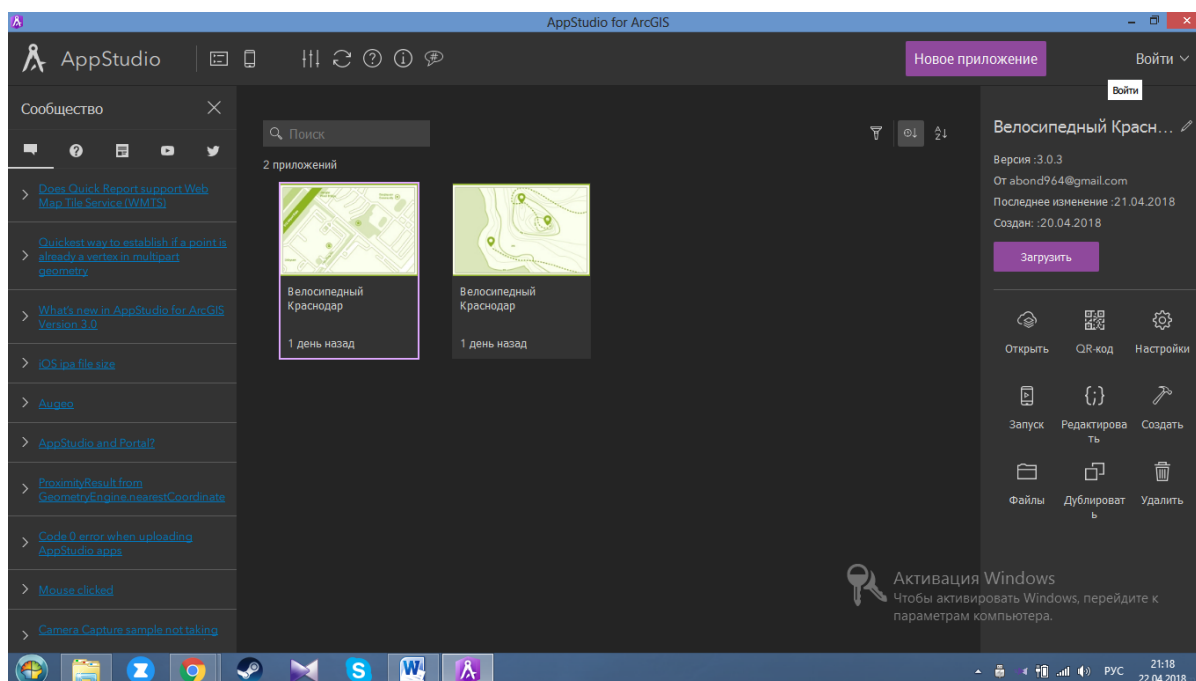 AppStudio for ArcGIS
AppStudio
Новое приложение
Войти
Войти
Сообщество
Does Quick Report support Web
Map Tile Service (WMTS)
Quickest way to establish if a point is
already a vertex in multipart
geometry
What's new in AppStudio for ArcGIS
Version 3.0
iOS ipa file size
Augeo
AppStudio and Portal?
ProximityResult from
GeometryEngine.nearestCoordinate
Code 0 error when uploading
AppStudio apps
Mouse clicked
Camera Capture sample not taking
Поиск
2 приложений
Велосипедный
Краснодар
1 день назад
Велосипедный
Краснодар
1 день назад
Велосипедный Красн...
Версия :3.0.3
От abond964@gmail.com
Последнее изменение :21.04.2018
Создан: :20.04.2018
Загрузить
Открыть
QR-код
Настройки
Запуск
Редактирова
ть
Создать
Файлы
Дублироват
ь
Удалить
Активация Windows
Чтобы активировать Windows, перейдите к
параметрам компьютера.
РУС
21:18
22.04.2018